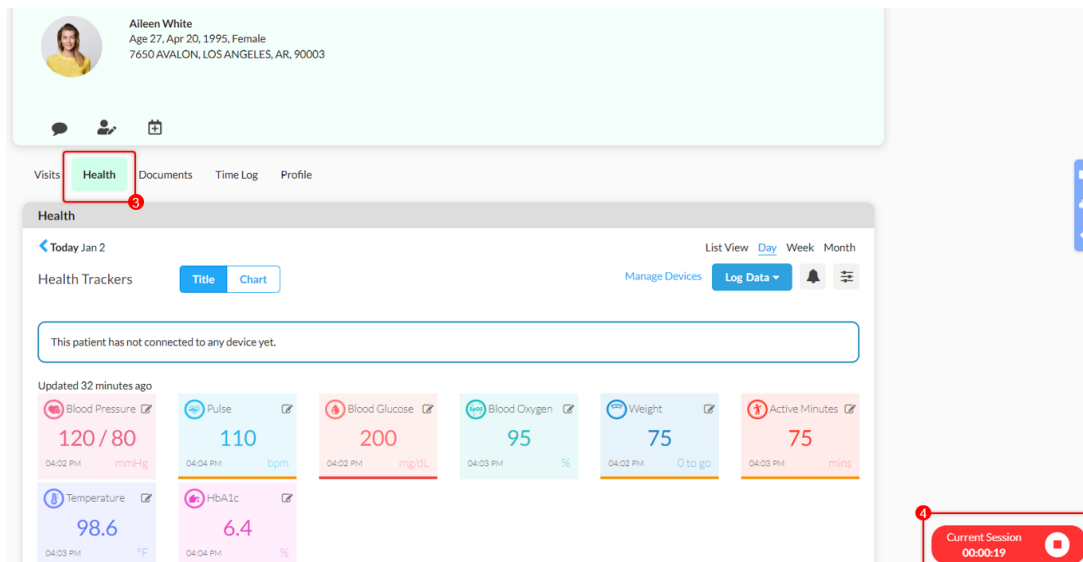 Aileen White
Age 27, Apr 20, 1995, Female
7650 AVALON, LOS ANGELES, AR, 90003
Visits Health Documents Time Log Profile
3
Health
Today Jan 2 List View Day Week Month
Health Trackers Title Chart Manage Devices Log Data
This patient has not connected to any device yet.
Updated 32 minutes ago
Blood Pressure Pulse Blood Glucose SpO2 Blood Oxygen Weight Active Minutes
120 / 80 110 200 95 75 75
04:02 PM mmHg 04:04 PM bpm 04:02 PM mg/dL 04:03 PM % 04:02 PM 0 to go 04:03 PM mins
Temperature HbA1c
98.6 6.4
04:03 PM °F 04:04 PM %
4
Current Session
00:00:19